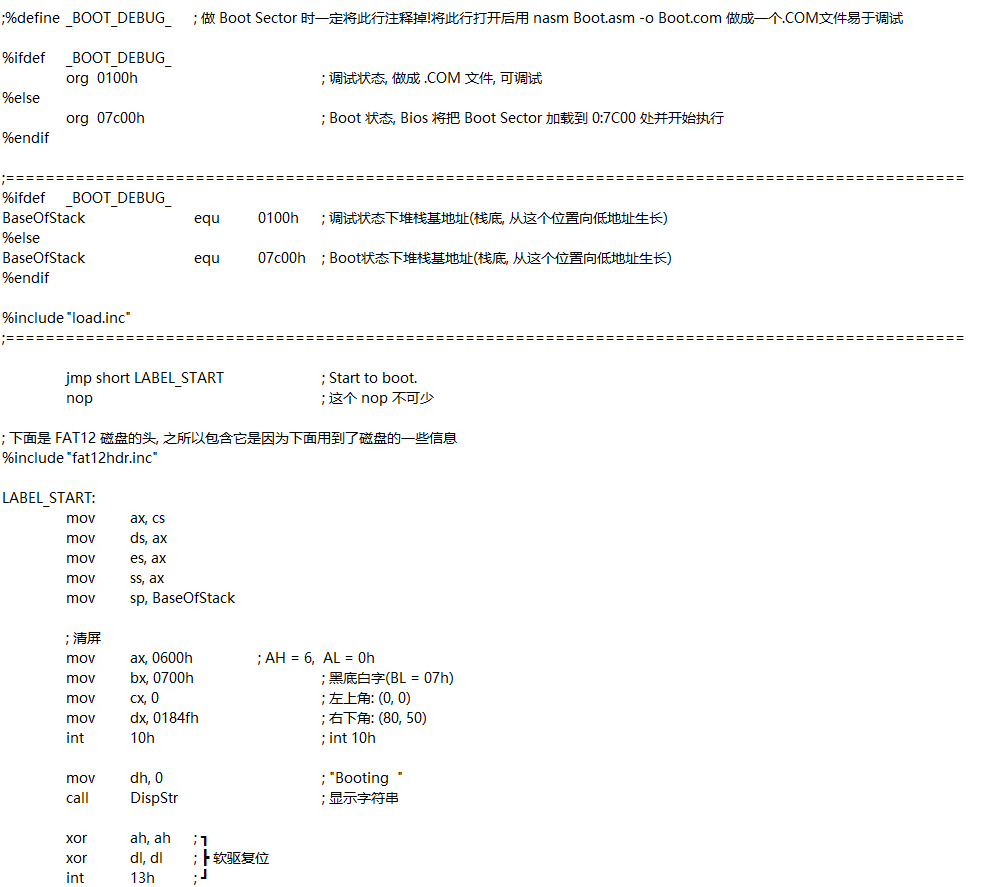 ;%define _BOOT_DEBUG_ ; 做 Boot Sector 时一定将此行注释掉!将此行打开后用 nasm Boot.asm -o Boot.com 做成一个.COM文件易于调试
%ifdef _BOOT_DEBUG_
org 0100h ; 调试状态, 做成 .COM 文件, 可调试
%else
org 07c00h ; Boot 状态, Bios 将把 Boot Sector 加载到 0:7C00 处并开始执行
%endif
;================================================================================================
%ifdef _BOOT_DEBUG_
BaseOfStack equ 0100h ; 调试状态下堆栈基地址(栈底, 从这个位置向低地址生长)
%else
BaseOfStack equ 07c00h ; Boot状态下堆栈基地址(栈底, 从这个位置向低地址生长)
%endif
%include "load.inc"
;================================================================================================
jmp short LABEL_START ; Start to boot.
nop ; 这个 nop 不可少
; 下面是 FAT12 磁盘的头, 之所以包含它是因为下面用到了磁盘的一些信息
%include "fat12hdr.inc"
LABEL_START:
mov ax, cs
mov ds, ax
mov es, ax
mov ss, ax
mov sp, BaseOfStack
; 清屏
mov ax, 0600h ; AH = 6, AL = 0h
mov bx, 0700h ; 黑底白字(BL = 07h)
mov cx, 0 ; 左上角: (0, 0)
mov dx, 0184fh ; 右下角: (80, 50)
int 10h ; int 10h
mov dh, 0 ; "Booting "
call DispStr ; 显示字符串
xor ah, ah ; ┓
xor dl, dl ; ┣ 软驱复位
int 13h ; ┛